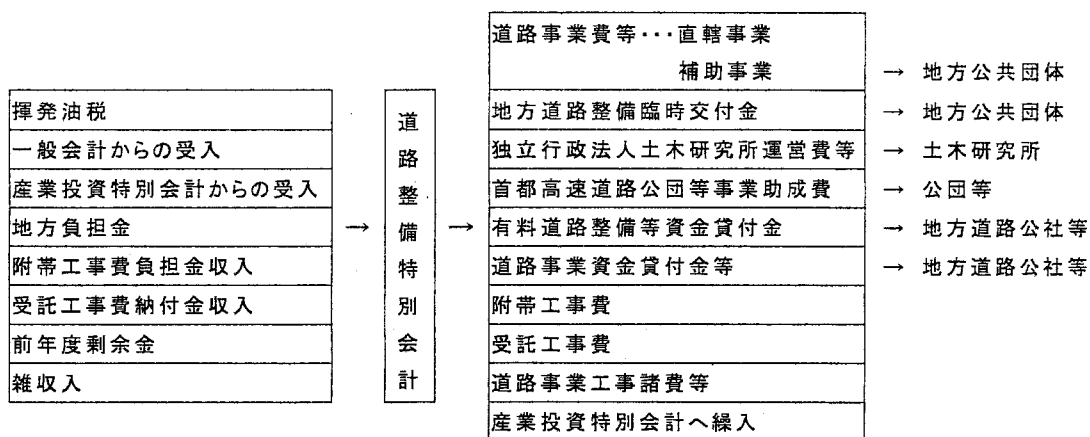 揮発油税
一般会計からの受入
産業投資特別会計からの受入
地方負担金
附帯工事費負担金収入
受託工事費納付金収入
前年度剰余金
雑収入
→
道路整備特別会計
→
道路事業費等・・・直轄事業
補助事業 → 地方公共団体
地方道路整備臨時交付金 → 地方公共団体
独立行政法人土木研究所運営費等 → 土木研究所
首都高速道路公団等事業助成費 → 公団等
有料道路整備等資金貸付金 → 地方道路公社等
道路事業資金貸付金等 → 地方道路公社等
附帯工事費
受託工事費
道路事業工事諸費等
産業投資特別会計へ繰入